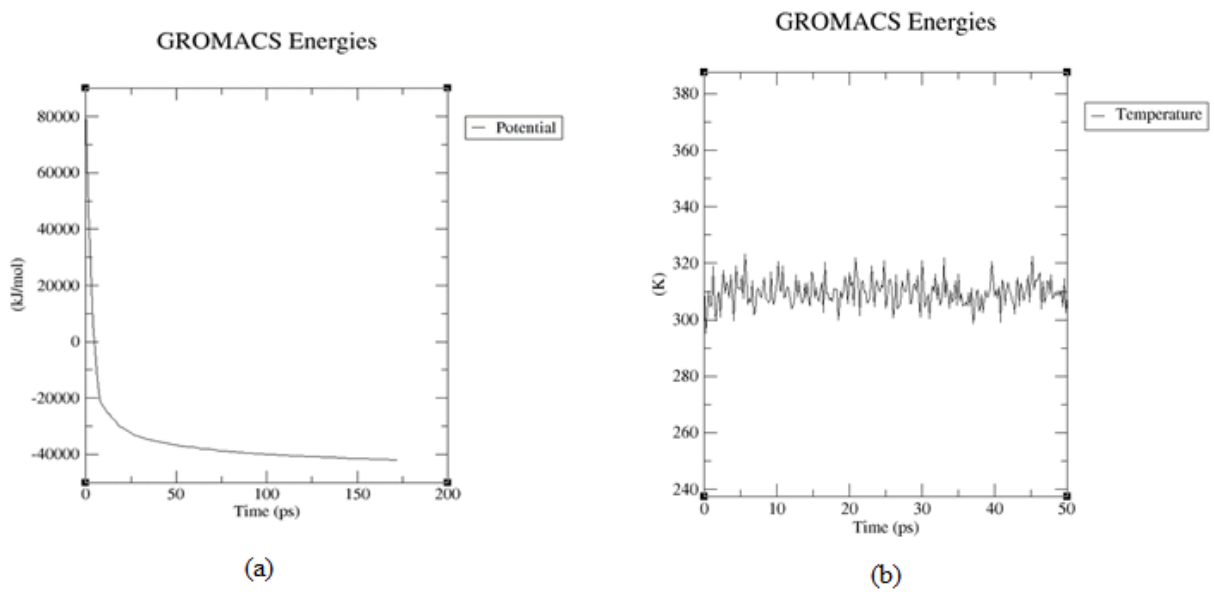 GROMACS Energies
80000
60000
40000
20000
0
-20000
-40000
(kJ/mol)
0 50 100 150 200
Time (ps)
Potential
(a)
GROMACS Energies
380
360
340
320
300
280
260
240
(K)
0 10 20 30 40 50
Time (ps)
Temperature
(b)